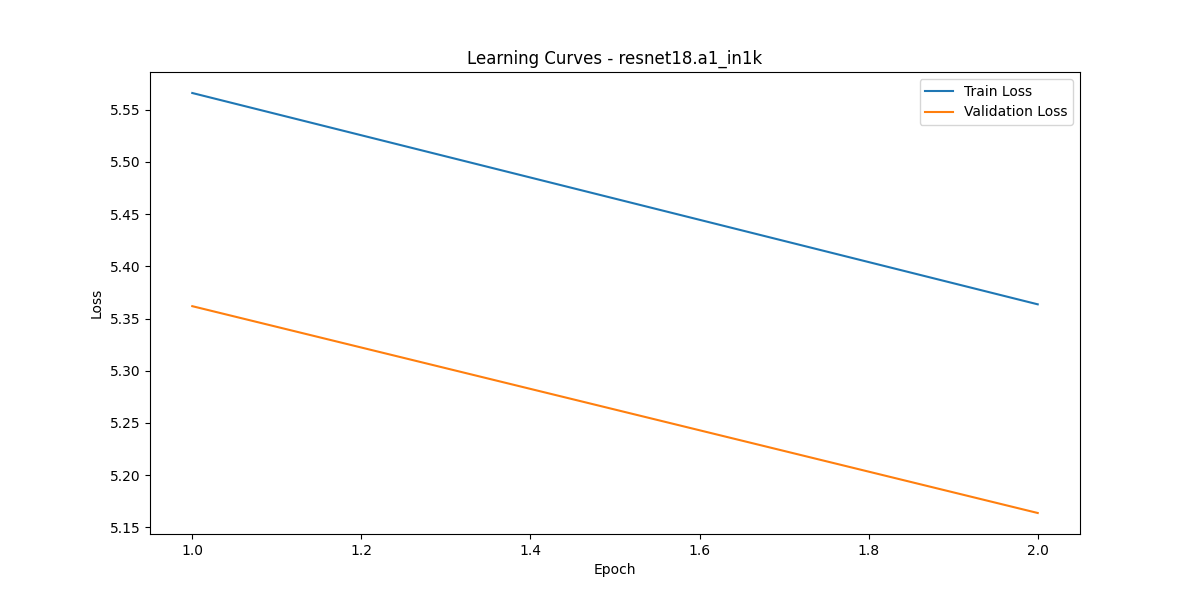 Learning Curves - resnet18.a1_in1k
Train Loss
Validation Loss
5.55
5.50
5.45
5.40
5.35
5.30
5.25
5.20
5.15
Loss
1.0 1.2 1.4 1.6 1.8 2.0
Epoch